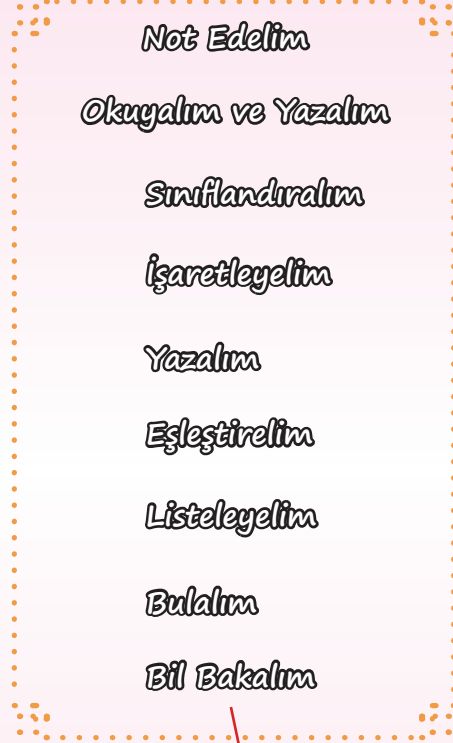 Not Edelim
Okuyalım ve Yazalım
Sınıflandıralım
İşaretleyelim
Yazalım
Eşleştirelim
Listeleyelim
Bulalım
Bil Bakalım